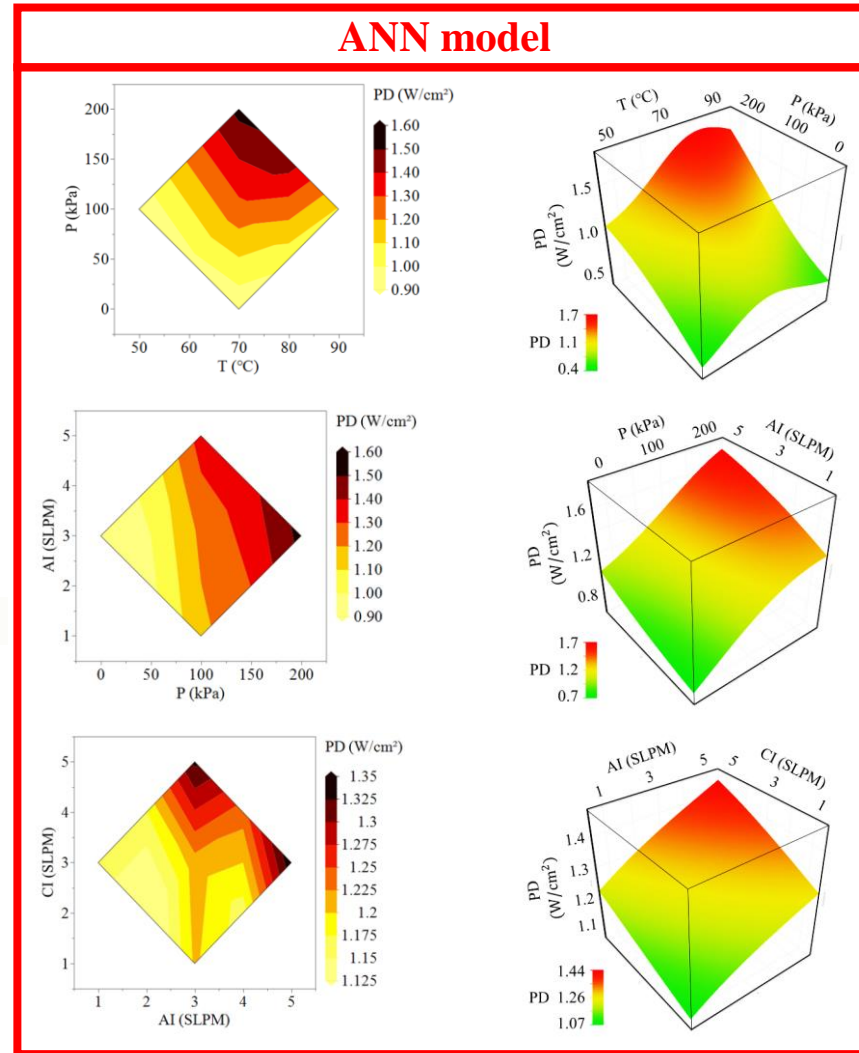 ANN model
PD (W/cm²)
200
150
100
50
0
P (kPa)
50 60 70 80 90
T (°C)
1.60
1.50
1.40
1.30
1.20
1.10
1.00
0.90
T (°C)
50 70 90
P (kPa)
200 100 0
1.5
1.0
0.5
PD
(W/cm²)
1.7
PD 1.1
0.4
PD (W/cm²)
5
4
3
2
1
AI (SLPM)
0 50 100 150 200
P (kPa)
1.60
1.50
1.40
1.30
1.20
1.10
1.00
0.90
P (kPa)
0 100 200
AI (SLPM)
5 3 1
1.6
1.2
0.8
PD
(W/cm²)
1.7
PD 1.2
0.7
PD (W/cm²)
5
4
3
2
1
CI (SLPM)
1 2 3 4 5
AI (SLPM)
1.35
1.325
1.3
1.275
1.25
1.225
1.2
1.175
1.15
1.125
AI (SLPM)
1 3 5
CI (SLPM)
5 3 1
1.4
1.3
1.2
1.1
PD
(W/cm²)
1.44
PD 1.26
1.07